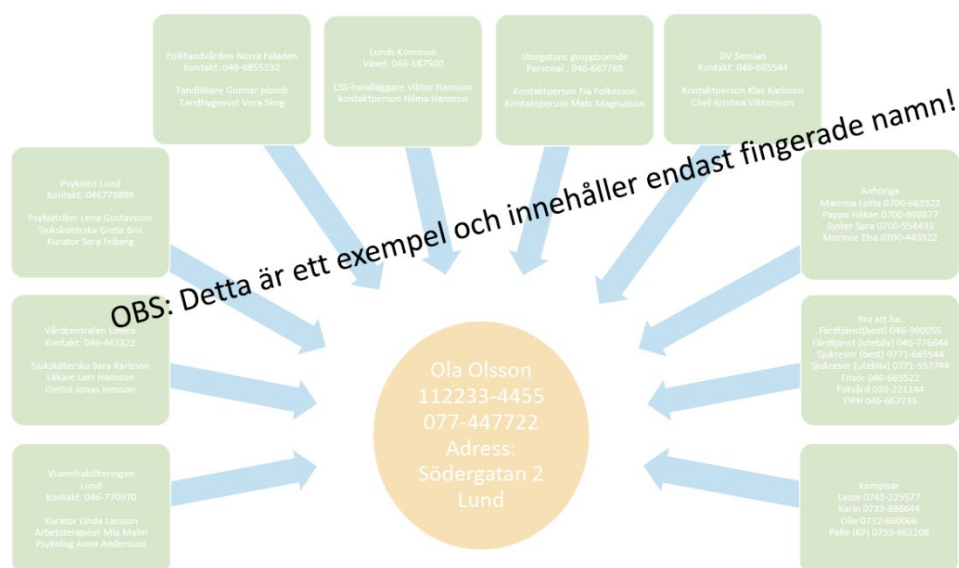 Folktandvården Norra Fäladen
Kontakt: 046-8855232
Tandläkare Gunnar plomb
Tandhygienist Vera Skog
Lunds Kommun
Växel: 046-187500
LSS-handläggare Viktor Hansson
kontaktperson Hilma Hansson
Storgatans gruppboende
Personal : 046-667788
Kontaktperson Fia Folkesson
Kontaktperson Mats Magnusson
DV Semlan
Kontakt: 046-665544
Kontaktperson Klas Karlsson
Chef Kristina Viktorsson
OBS: Detta är ett exempel och innehåller endast fingerade namn!
Psykiatri Lund
Kontakt: 046778899
Psykiatriker Lena Gustavsson
Sjuksköterska Greta Bris
Kurator Sara Friberg
Anhöriga
Mamma Lotta 0700-663322
Pappa Håkan 0700-998877
Syster Sara 0700-554433
Mormor Elsa 0700-443322
Vårdcentralen Linero
Kontakt: 046-443322
Sjuksköterska Sara Karlsson
Läkare Lars Hansson
Dietist Jonas Jonsson
Ola Olsson
112233-4455
077-447722
Adress:
Södergatan 2
Lund
Bra att ha:
Färdtjänst(best) 046-990055
Färdtjänst (utebliv) 046-776644
Sjukresor (best) 0771-665544
Sjukresor (utebliv) 0771-557744
Frisör 046-665522
Fotvård 033-221144
FIFH 046-667733
Vuxenhabiliteringen
Lund
Kontakt: 046-770970
Kurator Linda Larsson
Arbetsterapeut Mia Malm
Psykolog Anna Andersson
Kompisar
Lasse 0743-225577
Karin 0733-886644
Olle 0732-660066
Palle (KP) 0733-662208